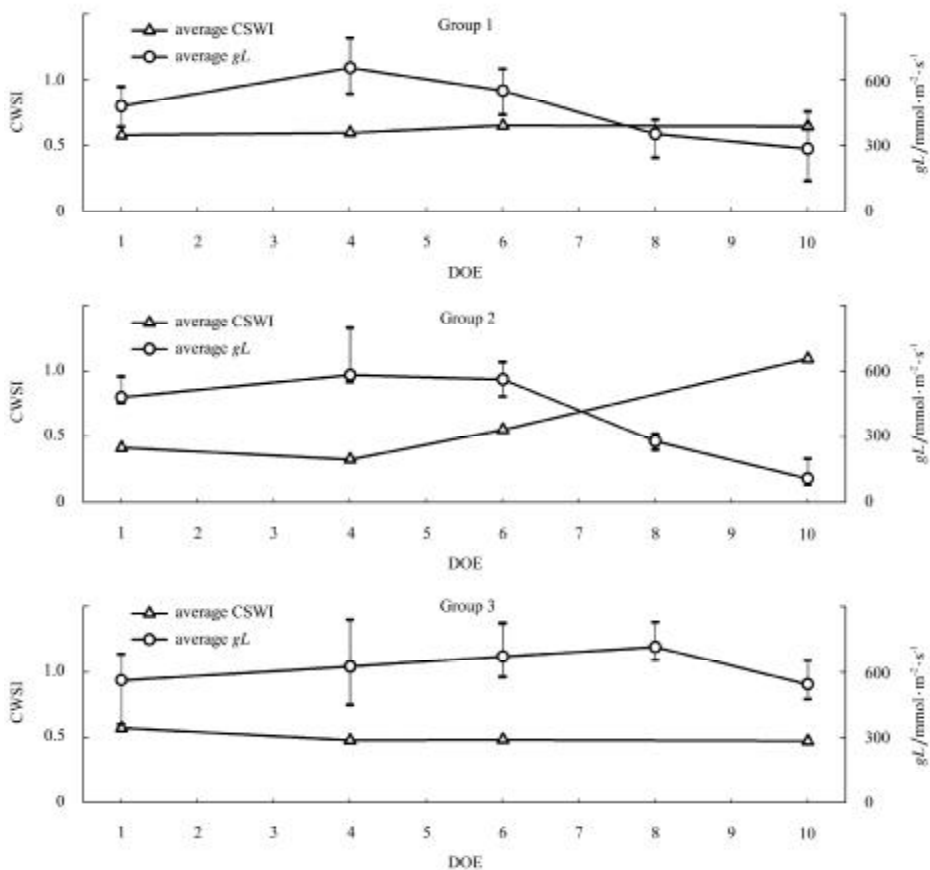 Group 1
average CSWI
average gL
CWSI
1.0
0.5
0
600
300
0
gL/mmol·m⁻²·s⁻¹
1 2 3 4 5 6 7 8 9 10
DOE
Group 2
average CSWI
average gL
CWSI
1.0
0.5
0
600
300
0
gL/mmol·m⁻²·s⁻¹
1 2 3 4 5 6 7 8 9 10
DOE
Group 3
average CSWI
average gL
CWSI
1.0
0.5
0
600
300
0
gL/mmol·m⁻²·s⁻¹
1 2 3 4 5 6 7 8 9 10
DOE